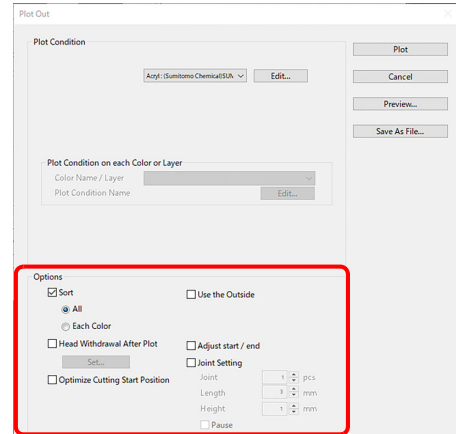 Plot Out
Plot Condition
Acryl : (Sumitomo Chemical)SUN
Edit...
Plot
Cancel
Preview...
Save As File...
Plot Condition on each Color or Layer
Color Name / Layer
Plot Condition Name
Edit...
Options
Sort
Use the Outside
All
Each Color
Head Withdrawal After Plot
Adjust start / end
Set...
Joint Setting
Optimize Cutting Start Position
Joint 1 pcs
Length 3 mm
Height 1 mm
Pause